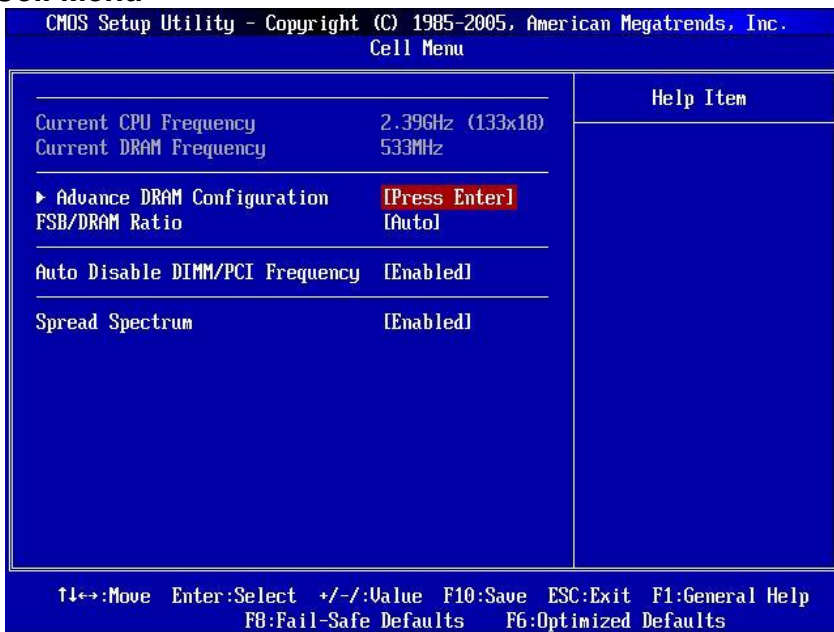 CMOS Setup Utility - Copyright (C) 1985-2005, American Megatrends, Inc.
Cell Menu
Help Item
Current CPU Frequency 2.39GHz (133x18)
Current DRAM Frequency 533MHz
▶ Advance DRAM Configuration [Press Enter]
FSB/DRAM Ratio [Auto]
Auto Disable DIMM/PCI Frequency [Enabled]
Spread Spectrum [Enabled]
↑↓↔:Move Enter:Select +/-/:Value F10:Save ESC:Exit F1:General Help
F8:Fail-Safe Defaults F6:Optimized Defaults